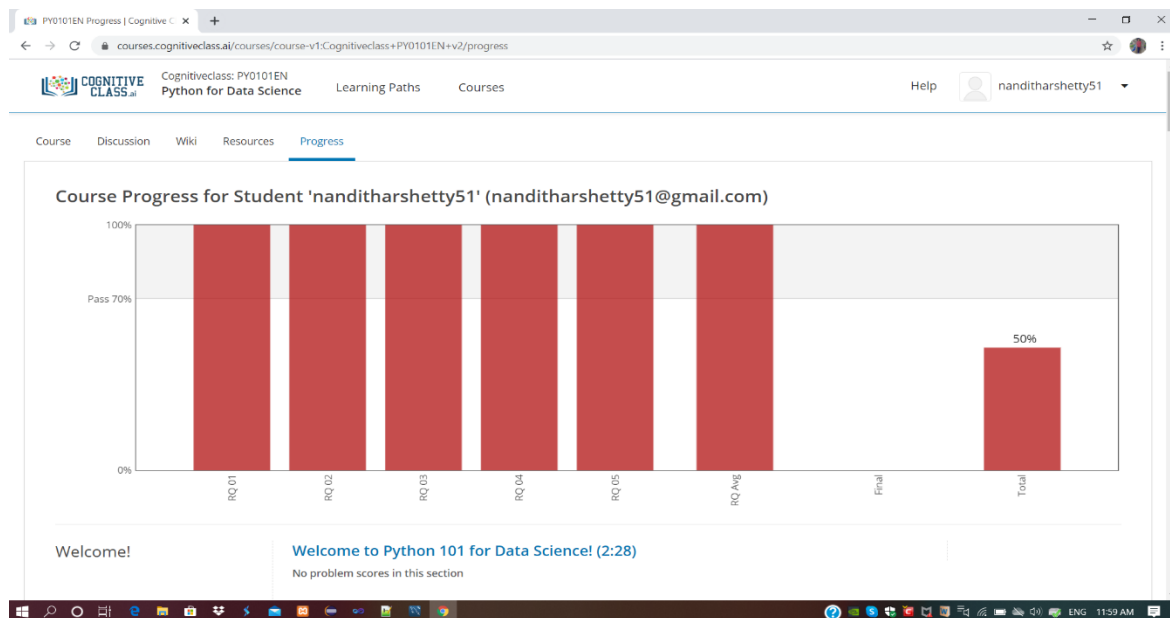 PY0101EN Progress | Cognitive C
courses.cognitiveclass.ai/courses/course-v1:Cognitiveclass+PY0101EN+v2/progress
COGNITIVE
CLASS.ai
Cognitiveclass: PY0101EN
Python for Data Science
Learning Paths
Courses
Help
nanditharshetty51
Course
Discussion
Wiki
Resources
Progress
Course Progress for Student 'nanditharshetty51' (nanditharshetty51@gmail.com)
100%
Pass 70%
50%
0%
RQ 01
RQ 02
RQ 03
RQ 04
RQ 05
RQ Avg
Final
Total
Welcome!
Welcome to Python 101 for Data Science! (2:28)
No problem scores in this section
ENG 11:59 AM